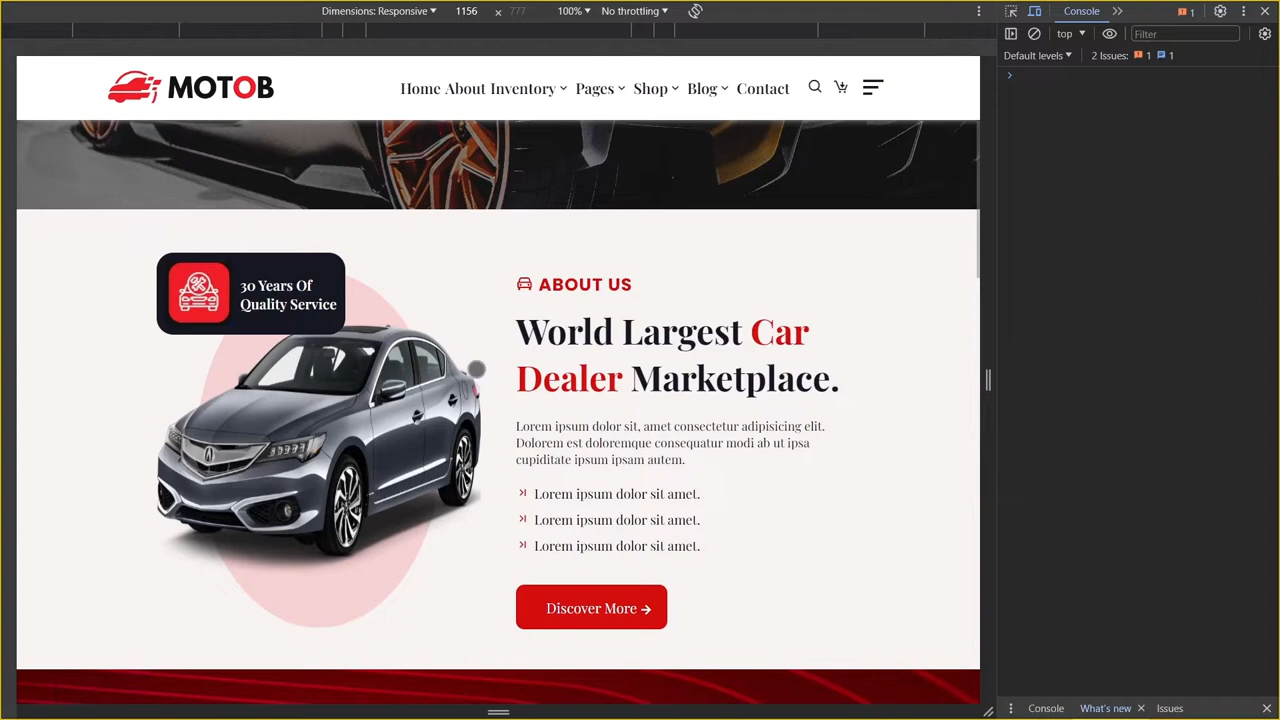 Dimensions: Responsive 1156 × 777 100% No throttling
Console 1
top Filter
Default levels 2 Issues: 1 1
MOTOB
Home About Inventory Pages Shop Blog Contact
30 Years Of
Quality Service
ABOUT US
World Largest Car
Dealer Marketplace.
Lorem ipsum dolor sit, amet consectetur adipisicing elit.
Dolorem est doloremque consequatur modi ab ut ipsa
cupiditate ipsum ipsam autem.
Lorem ipsum dolor sit amet.
Lorem ipsum dolor sit amet.
Lorem ipsum dolor sit amet.
Discover More
Console What's new Issues